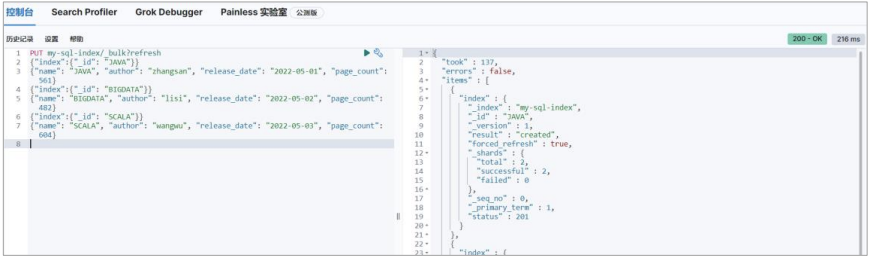 控制台 Search Profiler Grok Debugger Painless 实验室 公测版
历史记录 设置 帮助 200 - OK 216 ms
1 PUT my-sql-index/_bulk?refresh
2 {"index":{"_id": "JAVA"}}
3 {"name": "JAVA", "author": "zhangsan", "release_date": "2022-05-01", "page_count":
561}
4 {"index":{"_id": "BIGDATA"}}
5 {"name": "BIGDATA", "author": "lisi", "release_date": "2022-05-02", "page_count":
482}
6 {"index":{"_id": "SCALA"}}
7 {"name": "SCALA", "author": "wangwu", "release_date": "2022-05-03", "page_count":
604}
8
1 {
2 "took" : 137,
3 "errors" : false,
4 "items" : [
5 {
6 "index" : {
7 "_index" : "my-sql-index",
8 "_id" : "JAVA",
9 "_version" : 1,
10 "result" : "created",
11 "forced_refresh" : true,
12 "_shards" : {
13 "total" : 2,
14 "successful" : 2,
15 "failed" : 0
16 },
17 "_seq_no" : 0,
18 "_primary_term" : 1,
19 "status" : 201
20 }
21 },
22 {
23 "index" : {